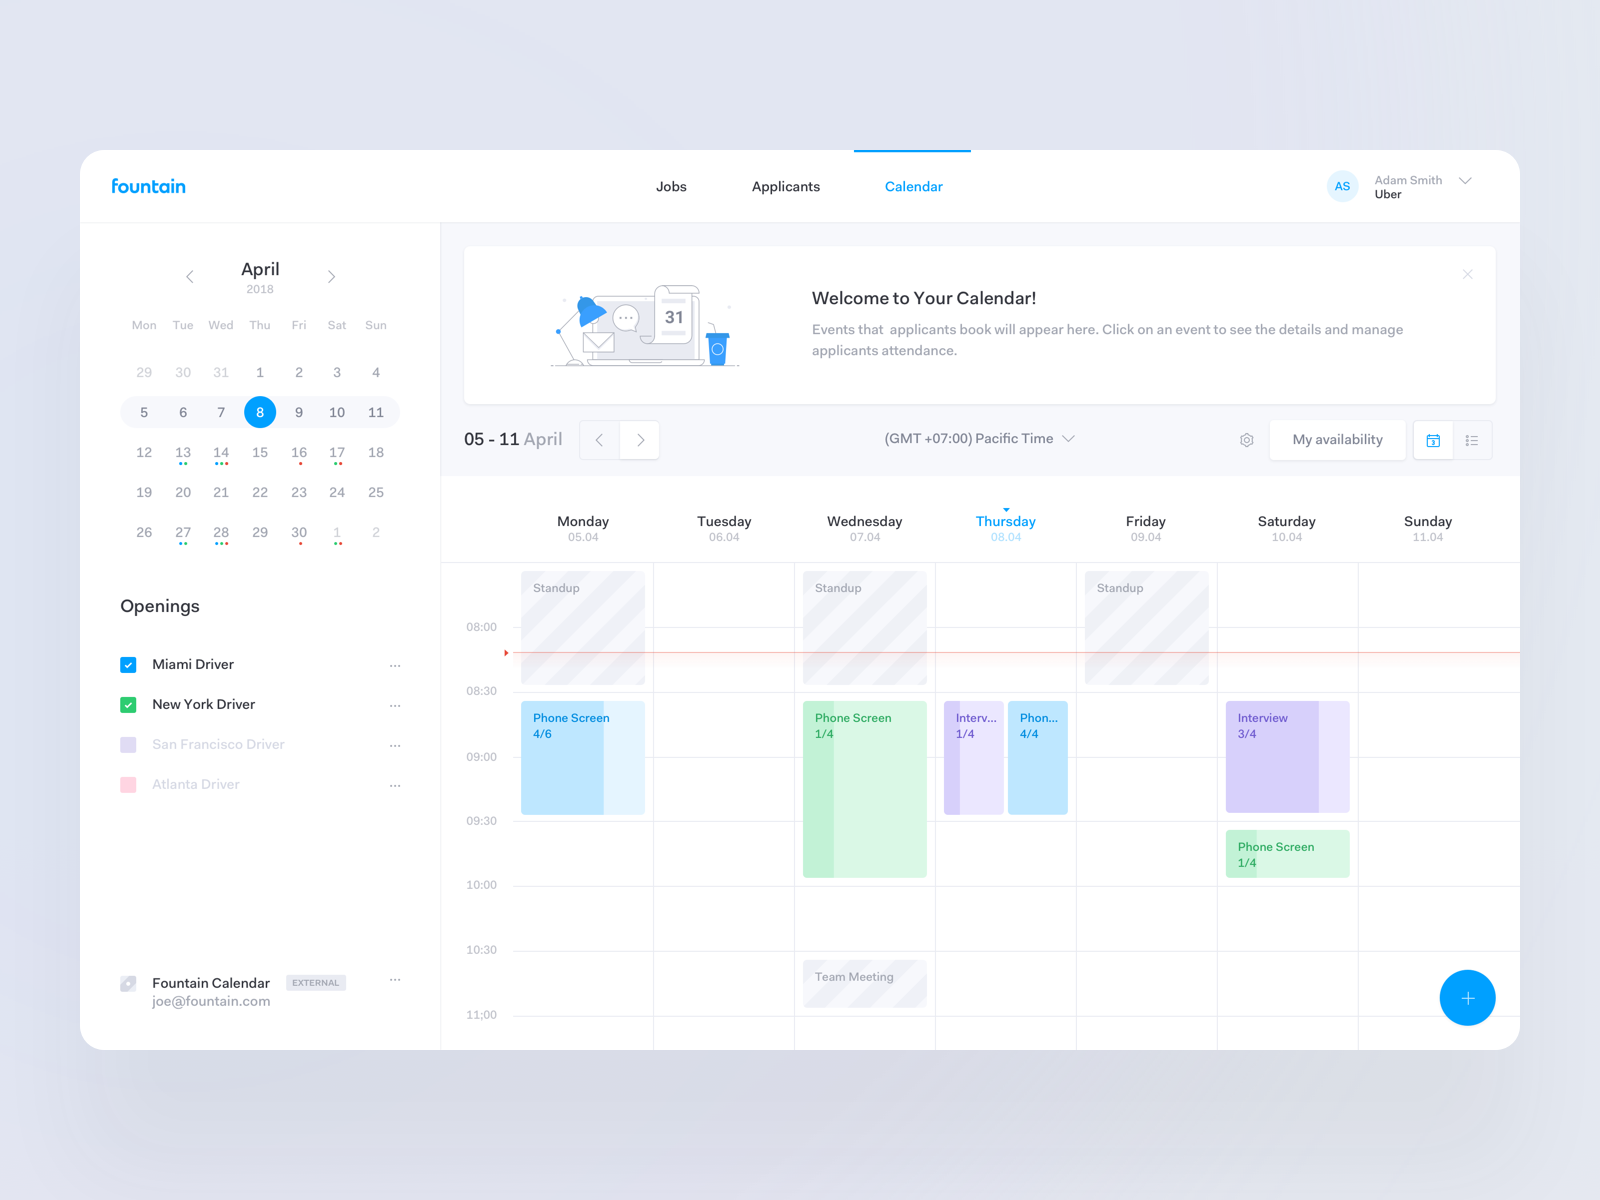 fountain
Jobs
Applicants
Calendar
AS
Adam Smith
Uber
April
2018
Mon Tue Wed Thu Fri Sat Sun
29 30 31 1 2 3 4
5 6 7 8 9 10 11
12 13 14 15 16 17 18
19 20 21 22 23 24 25
26 27 28 29 30 1 2
Openings
Miami Driver ...
New York Driver ...
San Francisco Driver ...
Atlanta Driver ...
Fountain Calendar EXTERNAL ...
joe@fountain.com
31
Welcome to Your Calendar!
Events that  applicants book will appear here. Click on an event to see the details and manage
applicants attendance.
05 - 11 April
(GMT +07:00) Pacific Time
My availability
3
Monday Tuesday Wednesday Thursday Friday Saturday Sunday
05.04 06.04 07.04 08.04 09.04 10.04 11.04
Standup Standup Standup
08:00
08:30
Phone Screen Phone Screen Interv... Phon... Interview
4/6 1/4 1/4 4/4 3/4
09:00
09:30
Phone Screen
1/4
10:00
10:30
Team Meeting
11;00